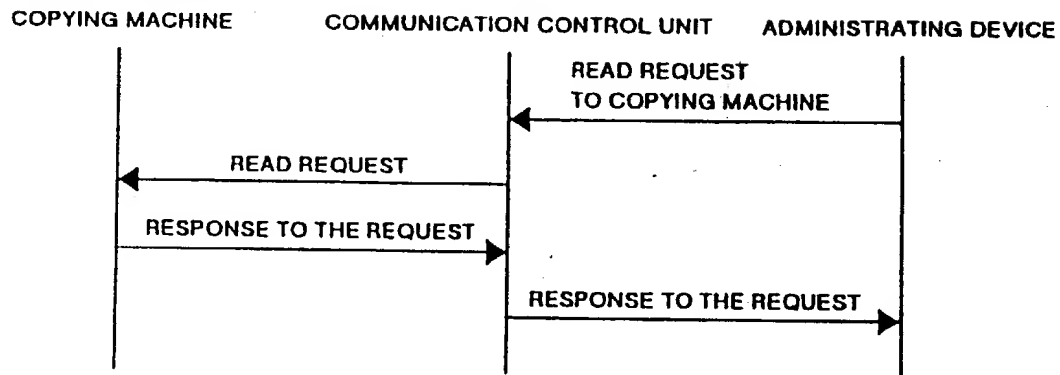 COPYING MACHINE
COMMUNICATION CONTROL UNIT
ADMINISTRATING DEVICE
READ REQUEST
TO COPYING MACHINE
READ REQUEST
RESPONSE TO THE REQUEST
RESPONSE TO THE REQUEST